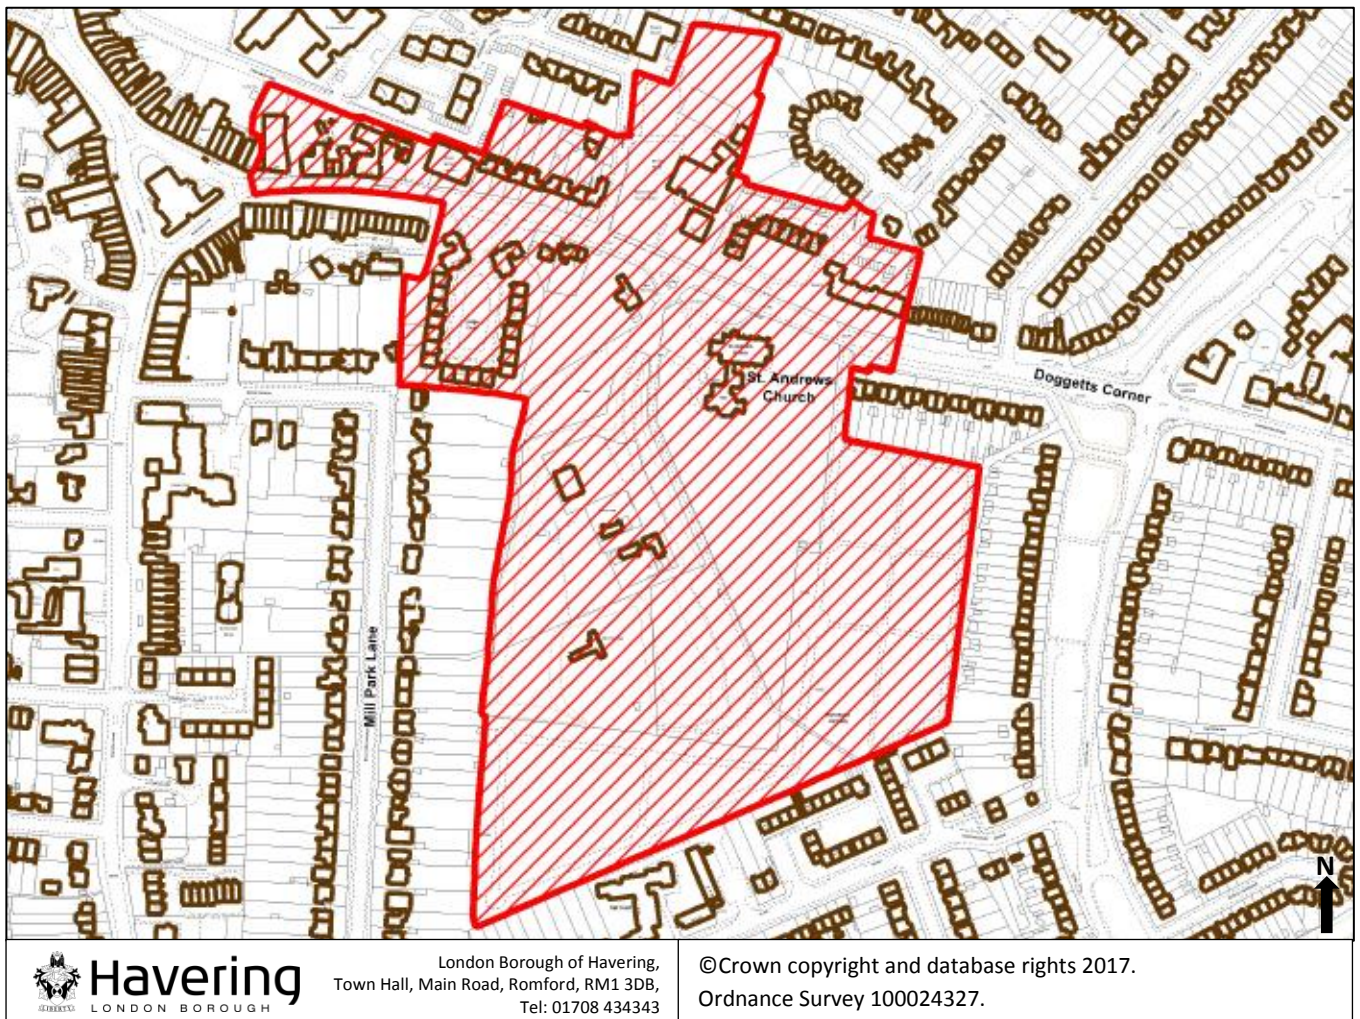 St. Andrews
Church
Doggetts Corner
Mill Park Lane
N
Havering
LONDON BOROUGH
LIBERTY
London Borough of Havering,
Town Hall, Main Road, Romford, RM1 3DB,
Tel: 01708 434343
©Crown copyright and database rights 2017.
Ordnance Survey 100024327.